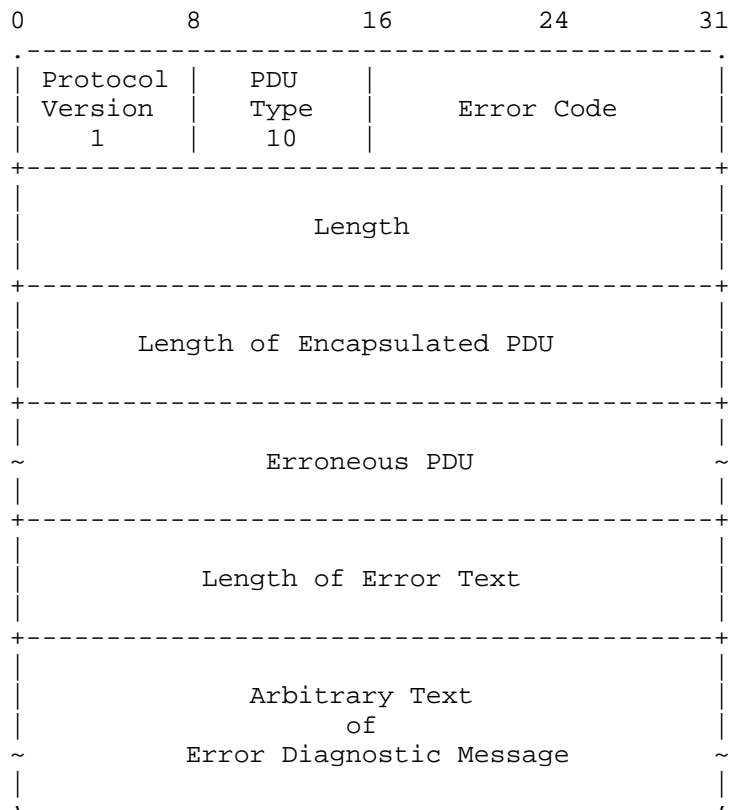 0          8           16          24         31
.-------------------------------------------.
| Protocol |   PDU    |                     |
| Version  |   Type   |     Error Code      |
|    1     |    10    |                     |
+-------------------------------------------+
|                                           |
|                  Length                   |
|                                           |
+-------------------------------------------+
|                                           |
|       Length of Encapsulated PDU          |
|                                           |
+-------------------------------------------+
|                                           |
~               Erroneous PDU               ~
|                                           |
+-------------------------------------------+
|                                           |
|           Length of Error Text            |
|                                           |
+-------------------------------------------+
|                                           |
|              Arbitrary Text               |
|                    of                     |
~          Error Diagnostic Message         ~
|                                           |